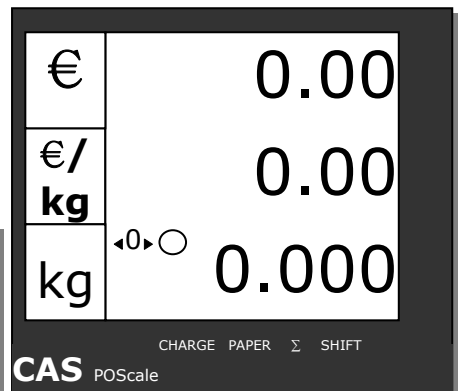 € 0.00
€/ 0.00
kg
◂0▸ 
kg 0.000
CHARGE PAPER Σ SHIFT
CAS POScale